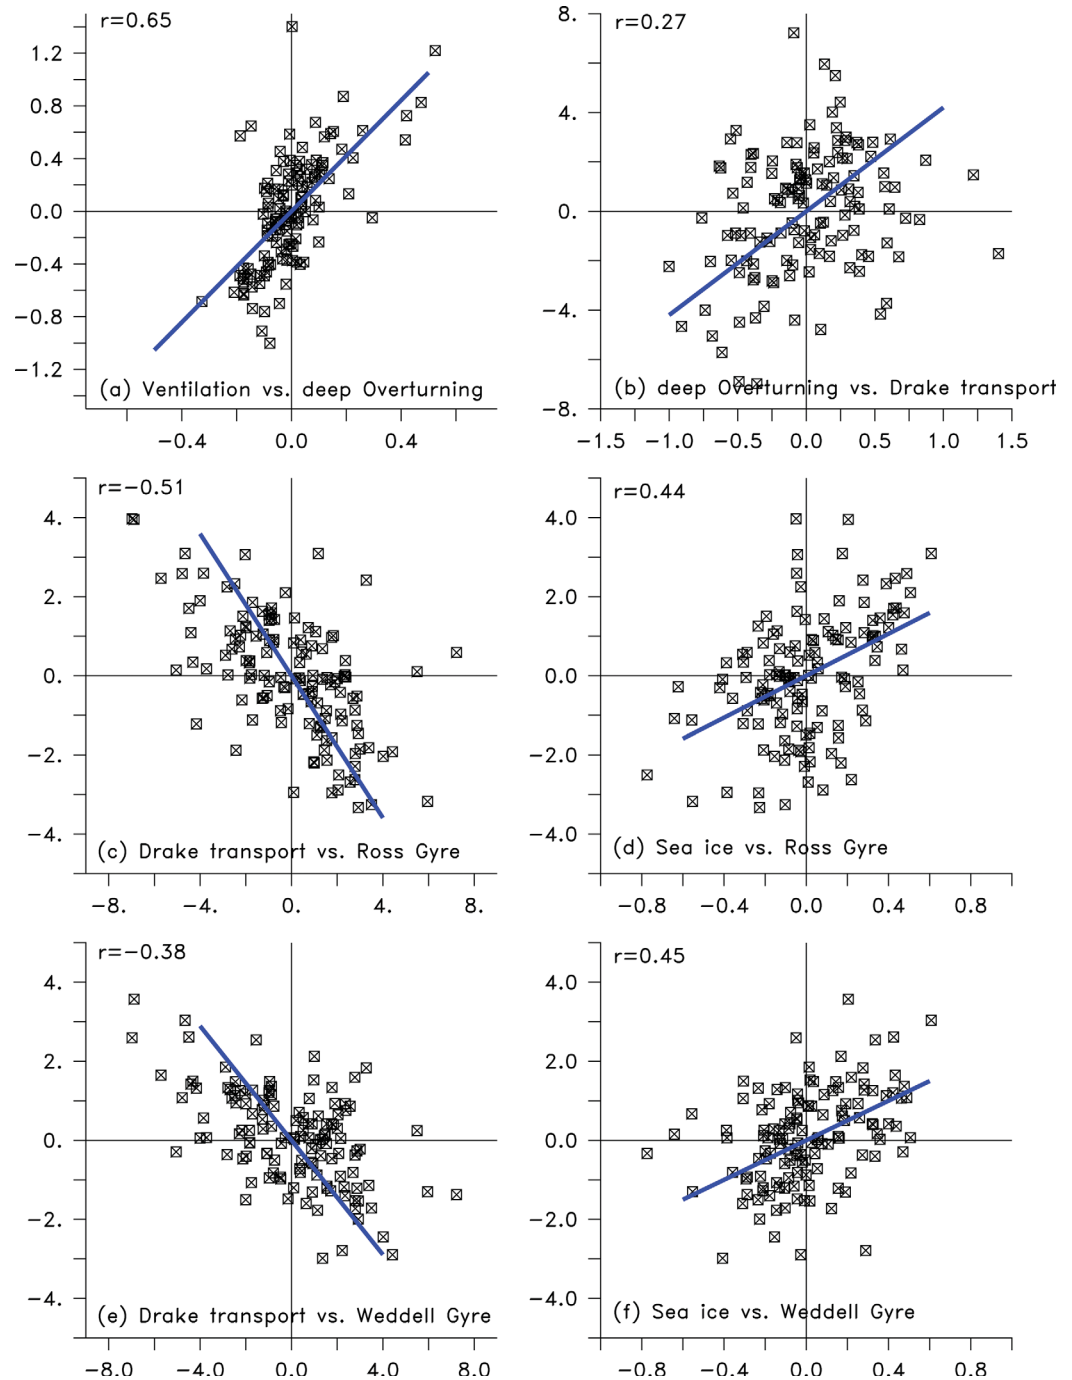 r=0.65
1.2
0.8
0.4
0.0
−0.4
−0.8
−1.2
(a) Ventilation vs. deep Overturning
−0.4 0.0 0.4
r=0.27
8.
4.
0.
−4.
−8.
(b) deep Overturning vs. Drake transport
−1.5 −1.0 −0.5 0.0 0.5 1.0 1.5
r=−0.51
4.
2.
0.
−2.
−4.
(c) Drake transport vs. Ross Gyre
−8. −4. 0. 4. 8.
r=0.44
4.0
2.0
0.0
−2.0
−4.0
(d) Sea ice vs. Ross Gyre
−0.8 −0.4 0.0 0.4 0.8
r=−0.38
4.
2.
0.
−2.
−4.
(e) Drake transport vs. Weddell Gyre
−8.0 −4.0 0.0 4.0 8.0
r=0.45
4.0
2.0
0.0
−2.0
−4.0
(f) Sea ice vs. Weddell Gyre
−0.8 −0.4 0.0 0.4 0.8